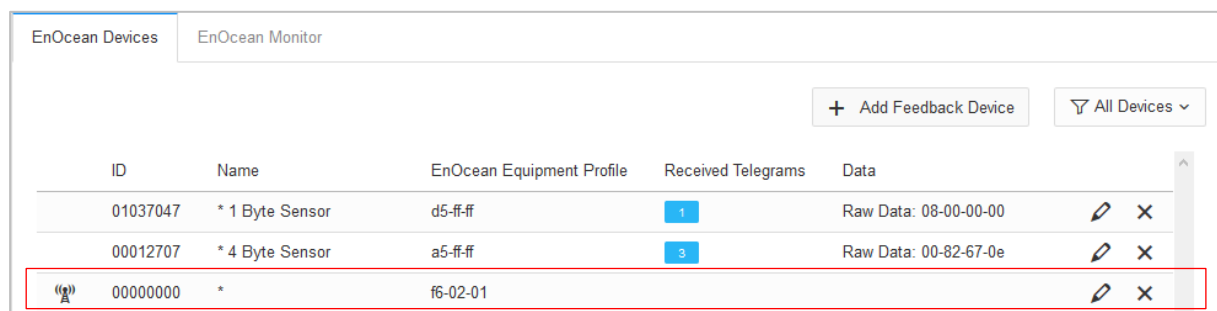 EnOcean Devices EnOcean Monitor
+ Add Feedback Device All Devices
ID Name EnOcean Equipment Profile Received Telegrams Data
01037047 * 1 Byte Sensor d5-ff-ff 1 Raw Data: 08-00-00-00
00012707 * 4 Byte Sensor a5-ff-ff 3 Raw Data: 00-82-67-0e
00000000 * f6-02-01